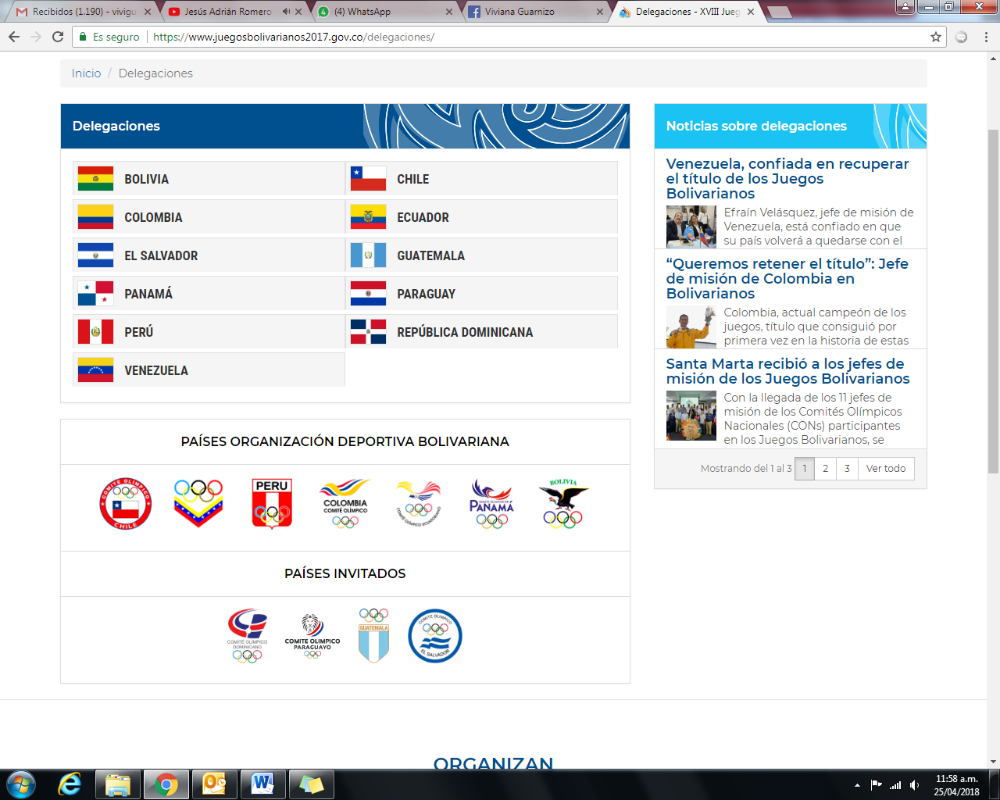 Recibidos (1.190) - vivigu
Jesús Adrián Romero
(4) WhatsApp
Viviana Guarnizo
Delegaciones - XVIII Jueg
Es seguro
https://www.juegosbolivarianos2017.gov.co/delegaciones/
Inicio / Delegaciones
Delegaciones
BOLIVIA
CHILE
COLOMBIA
ECUADOR
EL SALVADOR
GUATEMALA
PANAMÁ
PARAGUAY
PERÚ
REPÚBLICA DOMINICANA
VENEZUELA
PAÍSES ORGANIZACIÓN DEPORTIVA BOLIVARIANA
COMITE OLIMPICO
CHILE
PERU
COLOMBIA
COMITÉ OLÍMPICO
COMITÉ OLÍMPICO ECUATORIANO
COMITÉ OLÍMPICO DE
PANAMÁ
BOLIVIA
PAÍSES INVITADOS
COMITÉ OLÍMPICO
DOMINICANO
COMITE OLIMPICO
PARAGUAYO
GUATEMALA
COMITE OLIMPICO
EL SALVADOR
Noticias sobre delegaciones
Venezuela, confiada en recuperar
el título de los Juegos
Bolivarianos
Efraín Velásquez, jefe de misión de
Venezuela, está confiado en que
su país volverá a quedarse con el
“Queremos retener el título”: Jefe
de misión de Colombia en
Bolivarianos
Colombia, actual campeón de los
juegos, título que consiguió por
primera vez en la historia de estas
Santa Marta recibió a los jefes de
misión de los Juegos Bolivarianos
Con la llegada de los 11 jefes de
misión de los Comités Olímpicos
Nacionales (CONs) participantes
en los Juegos Bolivarianos, se
Mostrando del 1 al 3 1 2 3 Ver todo
ORGANIZAN
11:58 a.m.
25/04/2018